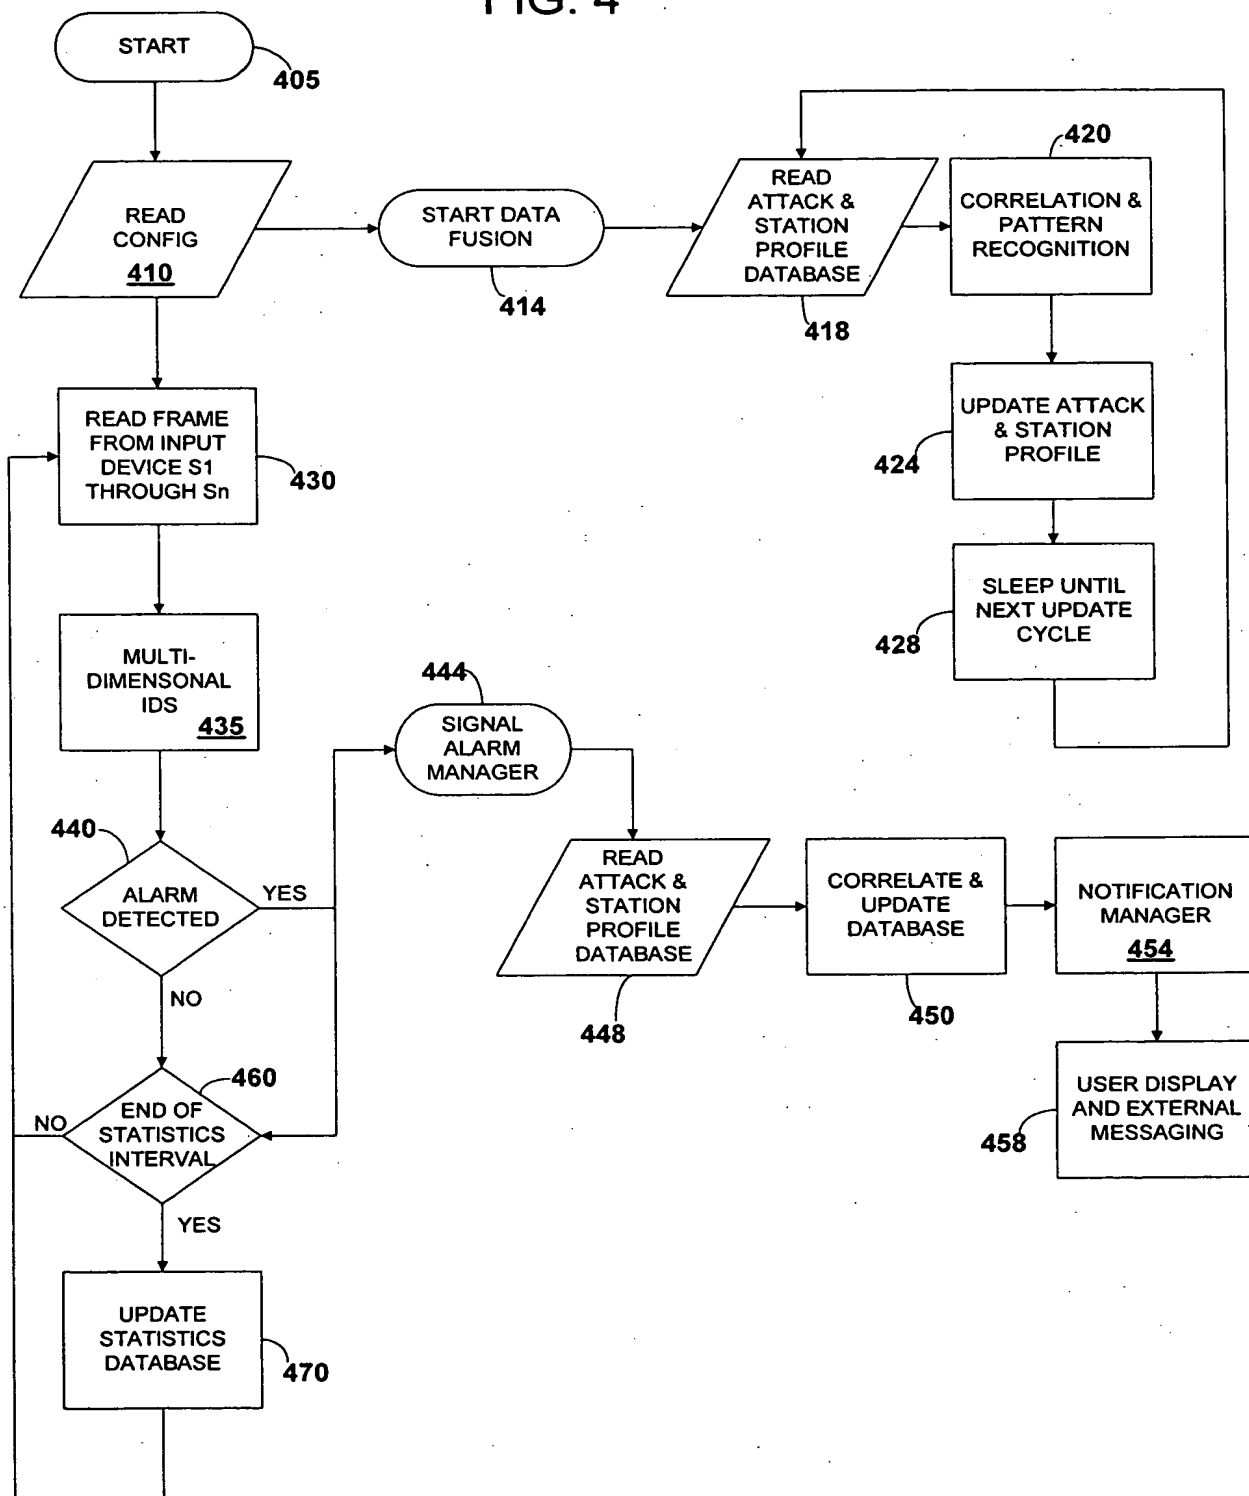 FIG. 4
START
405
READ
CONFIG
410
START DATA
FUSION
414
READ
ATTACK &
STATION
PROFILE
DATABASE
418
420
CORRELATION &
PATTERN
RECOGNITION
UPDATE ATTACK
& STATION
PROFILE
424
SLEEP UNTIL
NEXT UPDATE
CYCLE
428
READ FRAME
FROM INPUT
DEVICE S1
THROUGH Sn
430
MULTI-
DIMENSONAL
IDS
435
440
ALARM
DETECTED
YES
NO
444
SIGNAL
ALARM
MANAGER
READ
ATTACK &
STATION
PROFILE
DATABASE
448
CORRELATE &
UPDATE
DATABASE
450
NOTIFICATION
MANAGER
454
USER DISPLAY
AND EXTERNAL
MESSAGING
458
460
END OF
STATISTICS
INTERVAL
NO
YES
UPDATE
STATISTICS
DATABASE
470